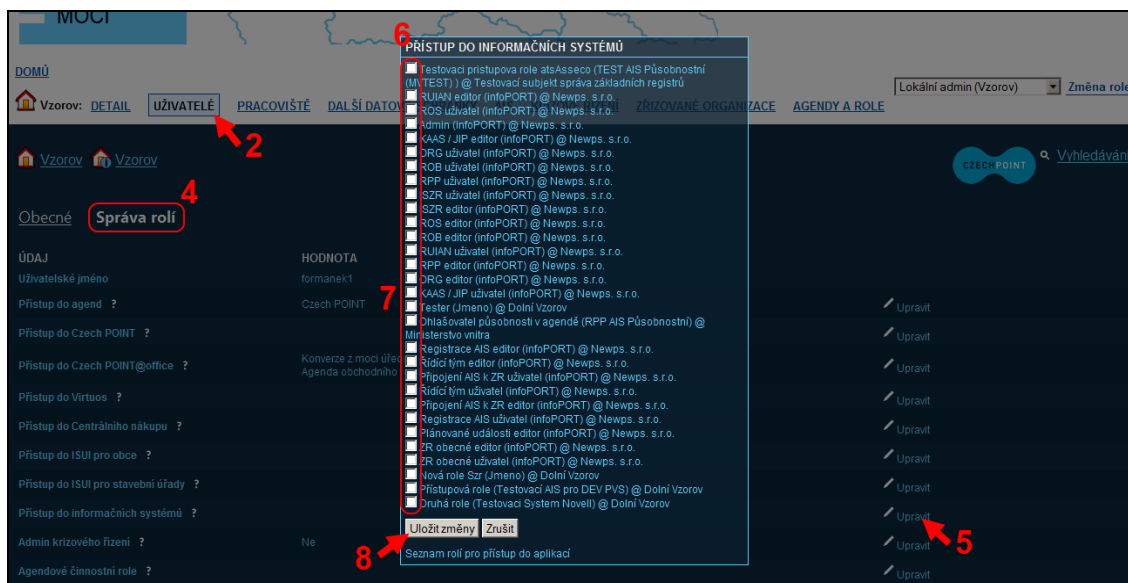 MOCI
DOMŮ
Vzorov: DETAIL UŽIVATELÉ PRACOVIŠTĚ DALŠÍ DATOV ZŘIZOVANÉ ORGANIZACE AGENDY A ROLE
Lokální admin (Vzorov) Změna role
2
Vzorov Vzorov
CZECHPOINT
Vyhledávání
4
Obecné Správa rolí
ÚDAJ HODNOTA
Uživatelské jméno formanek1
Přístup do agend ? Czech POINT Upravit
Přístup do Czech POINT ? Upravit
Přístup do Czech POINT@office ? Konverze z moci úřed
Agenda obchodního Upravit
Přístup do Virtuos ? Upravit
Přístup do Centrálního nákupu ? Upravit
Přístup do ISUI pro obce ? Upravit
Přístup do ISUI pro stavební úřady ? Upravit
Přístup do informačních systémů ? Upravit
5
Admin krizového řízení ? Ne Upravit
Agendové činnostní role ? Upravit
6
PŘÍSTUP DO INFORMAČNÍCH SYSTÉMŮ
Testovaci pristupova role atsAsseco (TEST AIS Působnostní
(MVTEST) ) @ Testovací subjekt správa základních registrů
RUIAN editor (infoPORT) @ Newps. s.r.o.
ROS uživatel (infoPORT) @ Newps. s.r.o.
Admin (infoPORT) @ Newps. s.r.o.
KAAS / JIP editor (infoPORT) @ Newps. s.r.o.
ORG uživatel (infoPORT) @ Newps. s.r.o.
ROB uživatel (infoPORT) @ Newps. s.r.o.
RPP uživatel (infoPORT) @ Newps. s.r.o.
ISZR uživatel (infoPORT) @ Newps. s.r.o.
ISZR editor (infoPORT) @ Newps. s.r.o.
ROS editor (infoPORT) @ Newps. s.r.o.
ROB editor (infoPORT) @ Newps. s.r.o.
RUIAN uživatel (infoPORT) @ Newps. s.r.o.
RPP editor (infoPORT) @ Newps. s.r.o.
ORG editor (infoPORT) @ Newps. s.r.o.
KAAS / JIP uživatel (infoPORT) @ Newps. s.r.o.
Tester (Jmeno) @ Dolní Vzorov
Ohlašovatel působnosti v agendě (RPP AIS Působnostní) @
Ministerstvo vnitra
Registrace AIS editor (infoPORT) @ Newps. s.r.o.
Řídící tým editor (infoPORT) @ Newps. s.r.o.
Připojení AIS k ZR uživatel (infoPORT) @ Newps. s.r.o.
Řídící tým uživatel (infoPORT) @ Newps. s.r.o.
Připojení AIS k ZR editor (infoPORT) @ Newps. s.r.o.
Registrace AIS uživatel (infoPORT) @ Newps. s.r.o.
Plánované události editor (infoPORT) @ Newps. s.r.o.
ZR obecné editor (infoPORT) @ Newps. s.r.o.
ZR obecné uživatel (infoPORT) @ Newps. s.r.o.
Nová role Szr (Jmeno) @ Dolní Vzorov
Přístupová role (Testovací AIS pro DEV PVS) @ Dolní Vzorov
Druhá role (Testovaci System Novell) @ Dolní Vzorov
7
Uložit změny Zrušit
8
Seznam rolí pro přístup do aplikací